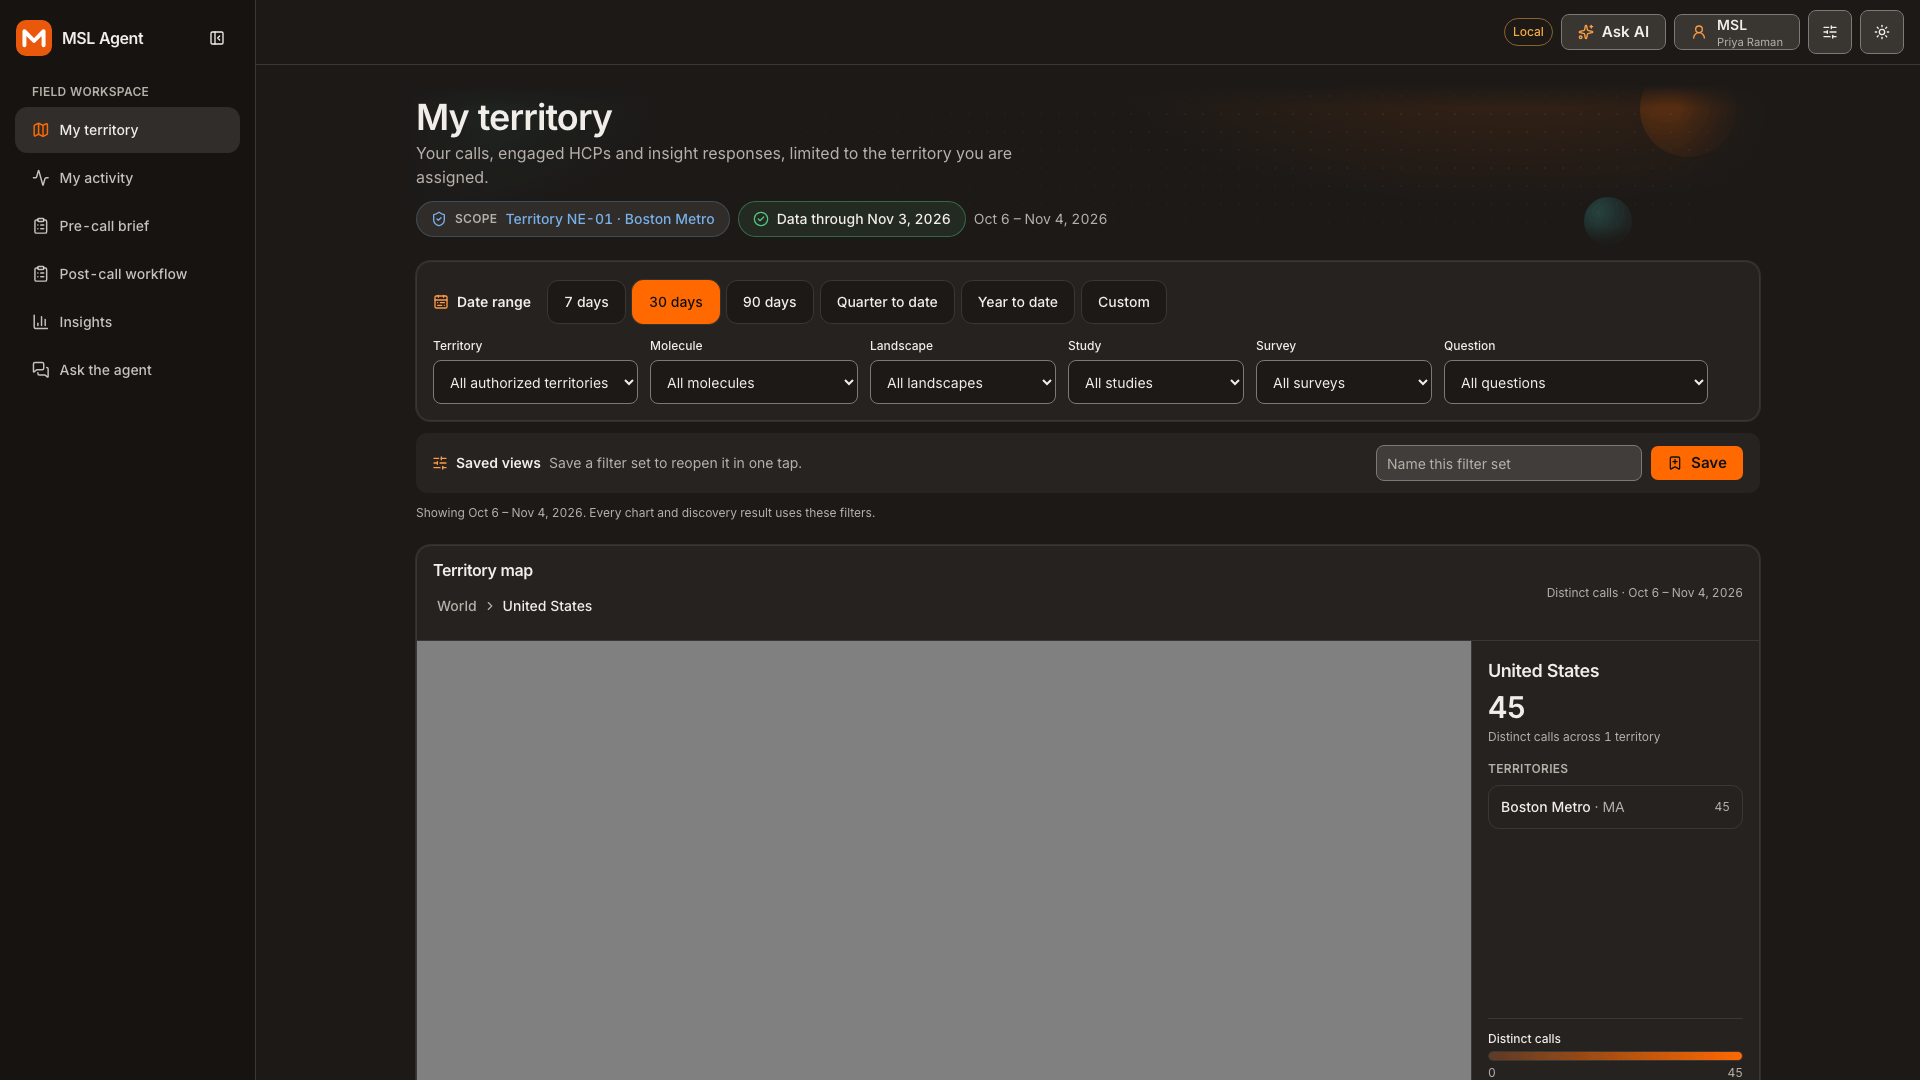 MSL Agent
FIELD WORKSPACE
My territory
My activity
Pre-call brief
Post-call workflow
Insights
Ask the agent
Local
Ask AI
MSL
Priya Raman
My territory
Your calls, engaged HCPs and insight responses, limited to the territory you are
assigned.
SCOPE Territory NE-01 · Boston Metro
Data through Nov 3, 2026
Oct 6 – Nov 4, 2026
Date range
7 days
30 days
90 days
Quarter to date
Year to date
Custom
Territory
Molecule
Landscape
Study
Survey
Question
All authorized territories
All molecules
All landscapes
All studies
All surveys
All questions
Saved views Save a filter set to reopen it in one tap.
Name this filter set
Save
Showing Oct 6 – Nov 4, 2026. Every chart and discovery result uses these filters.
Territory map
World > United States
Distinct calls · Oct 6 – Nov 4, 2026
United States
45
Distinct calls across 1 territory
TERRITORIES
Boston Metro · MA 45
Distinct calls
0 45